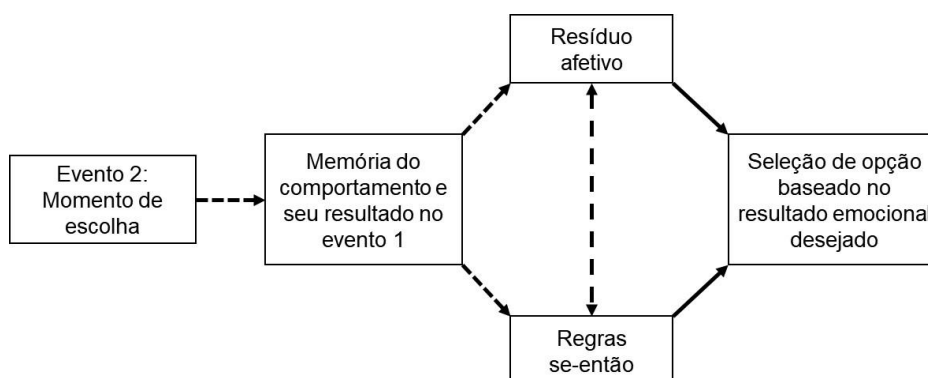 Resíduo
afetivo
Evento 2:
Momento de
escolha
Memória do
comportamento e
seu resultado no
evento 1
Seleção de opção
baseado no
resultado emocional
desejado
Regras
se-então